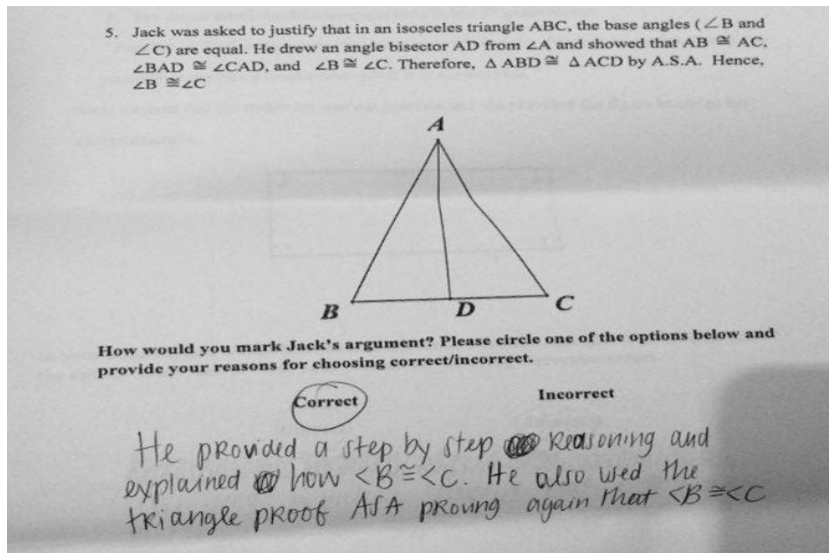 5. Jack was asked to justify that in an isosceles triangle ABC, the base angles (∠B and
∠C) are equal. He drew an angle bisector AD from ∠A and showed that AB ≅ AC,
∠BAD ≅ ∠CAD, and ∠B ≅ ∠C. Therefore, Δ ABD ≅ Δ ACD by A.S.A. Hence,
∠B ≅∠C
A
B
D
C
How would you mark Jack's argument? Please circle one of the options below and
provide your reasons for choosing correct/incorrect.
Correct
Incorrect
He provided a step by step Reasoning and
explained how <B≅<C. He also used the
triangle proof ASA proving again that <B≅<C